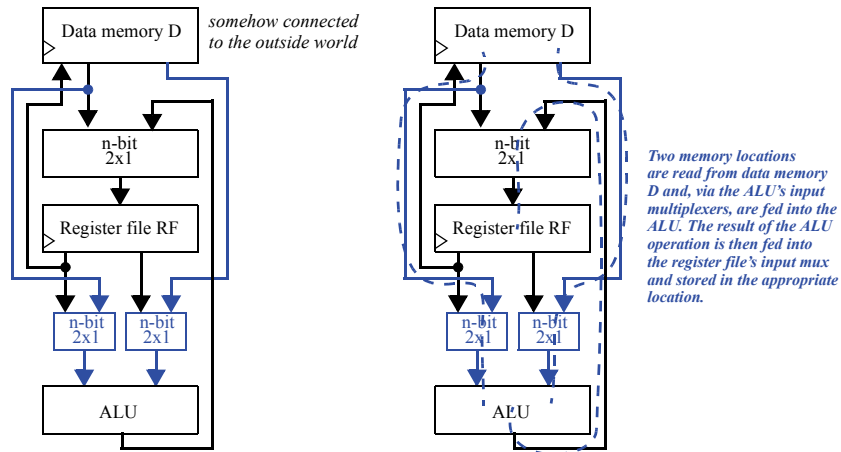 Data memory D
somehow connected
to the outside world
n-bit
2x1
Register file RF
n-bit
2x1
n-bit
2x1
ALU
Data memory D
n-bit
2x1
Register file RF
n-bit
2x1
n-bit
2x1
ALU
Two memory locations
are read from data memory
D and, via the ALU's input
multiplexers, are fed into the
ALU. The result of the ALU
operation is then fed into
the register file's input mux
and stored in the appropriate
location.